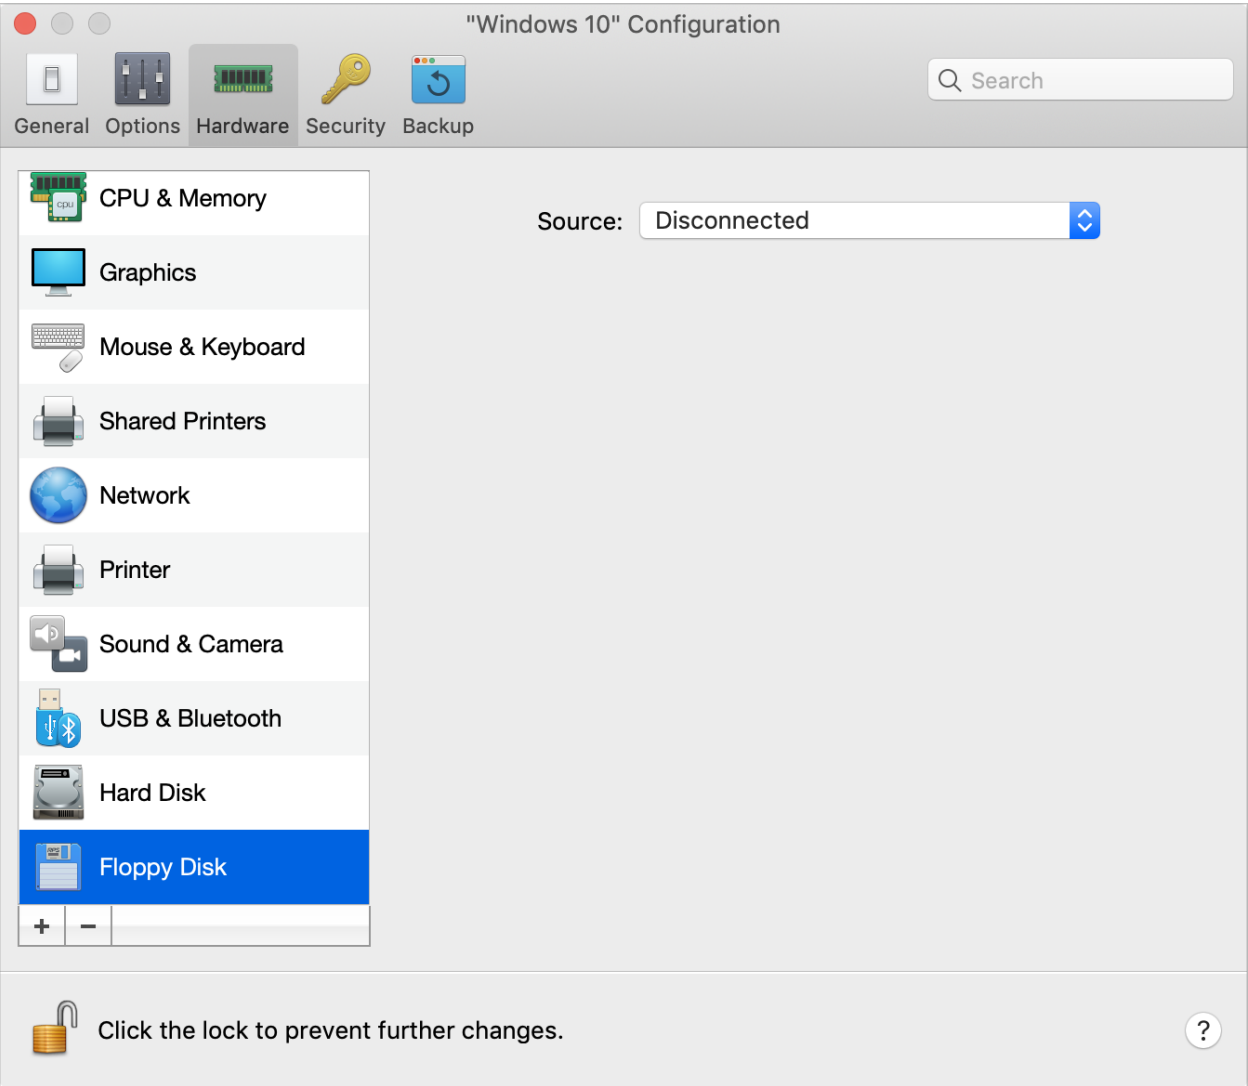 "Windows 10" Configuration
General Options Hardware Security Backup
Search
CPU & Memory
cpu
Source: Disconnected
Graphics
Mouse & Keyboard
Shared Printers
Network
Printer
Sound & Camera
USB & Bluetooth
Hard Disk
Floppy Disk
+ −
Click the lock to prevent further changes.
?